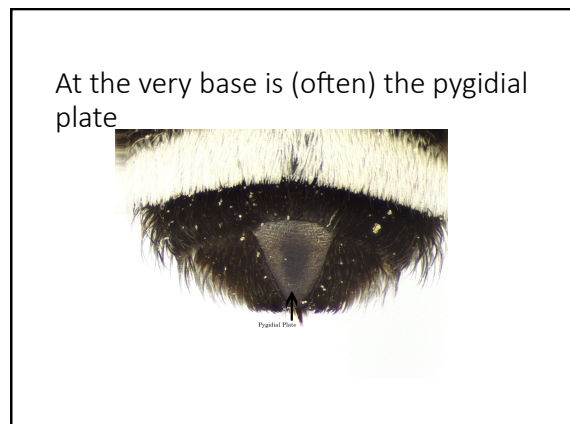 At the very base is (often) the pygidial
plate
Pygidial Plate